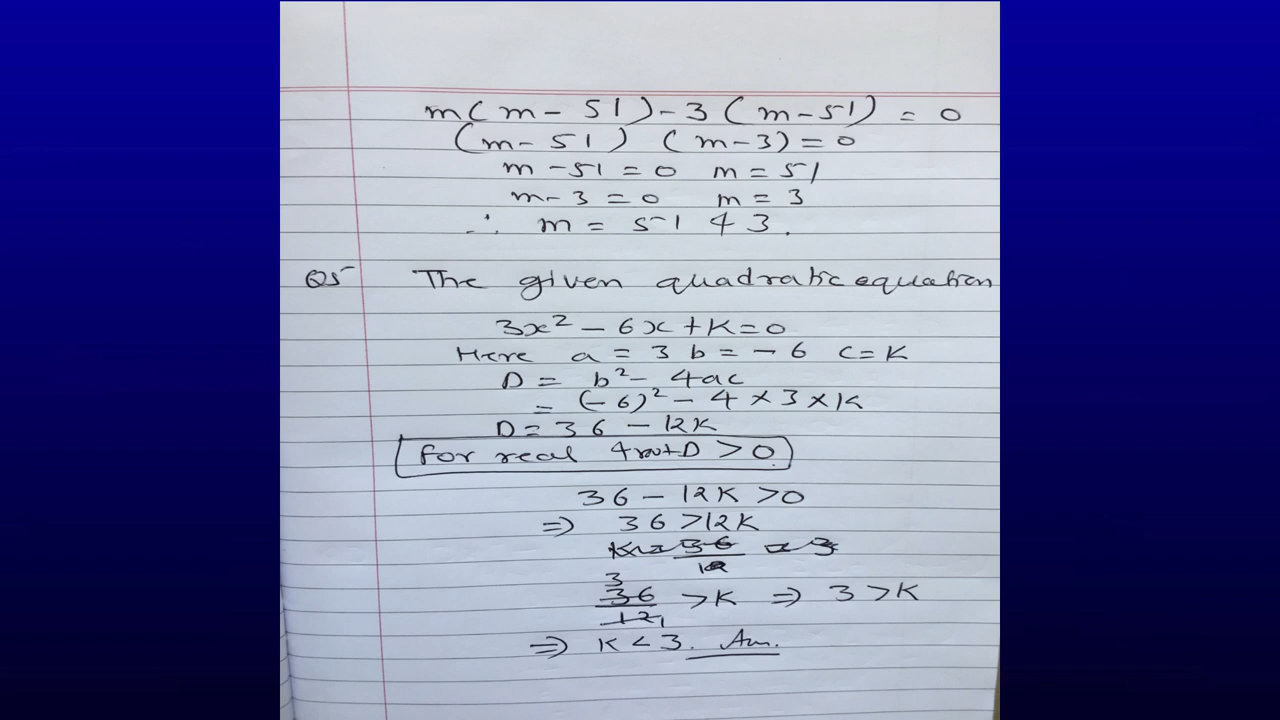 m(m - 51) - 3(m - 51) = 0
(m - 51) (m - 3) = 0
m - 51 = 0 m = 51
m - 3 = 0 m = 3
∴ m = 51 & 3.
Q5 The given quadratic equation
3x² - 6x + K = 0
Here a = 3 b = - 6 c = K
D = b² - 4ac
= (-6)² - 4 × 3 × K
D = 36 - 12K
for real root D > 0
36 - 12K > 0
⇒ 36 > 12K
3
36/12 > K ⇒ 3 > K
1
⇒ K < 3. Ans.